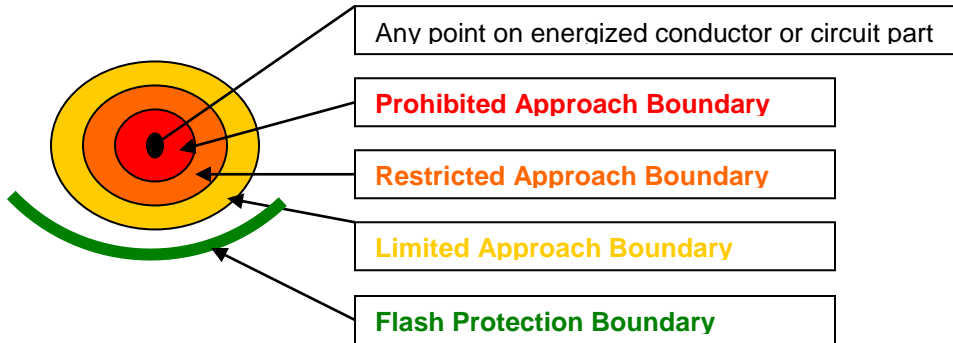 Any point on energized conductor or circuit part
Prohibited Approach Boundary
Restricted Approach Boundary
Limited Approach Boundary
Flash Protection Boundary